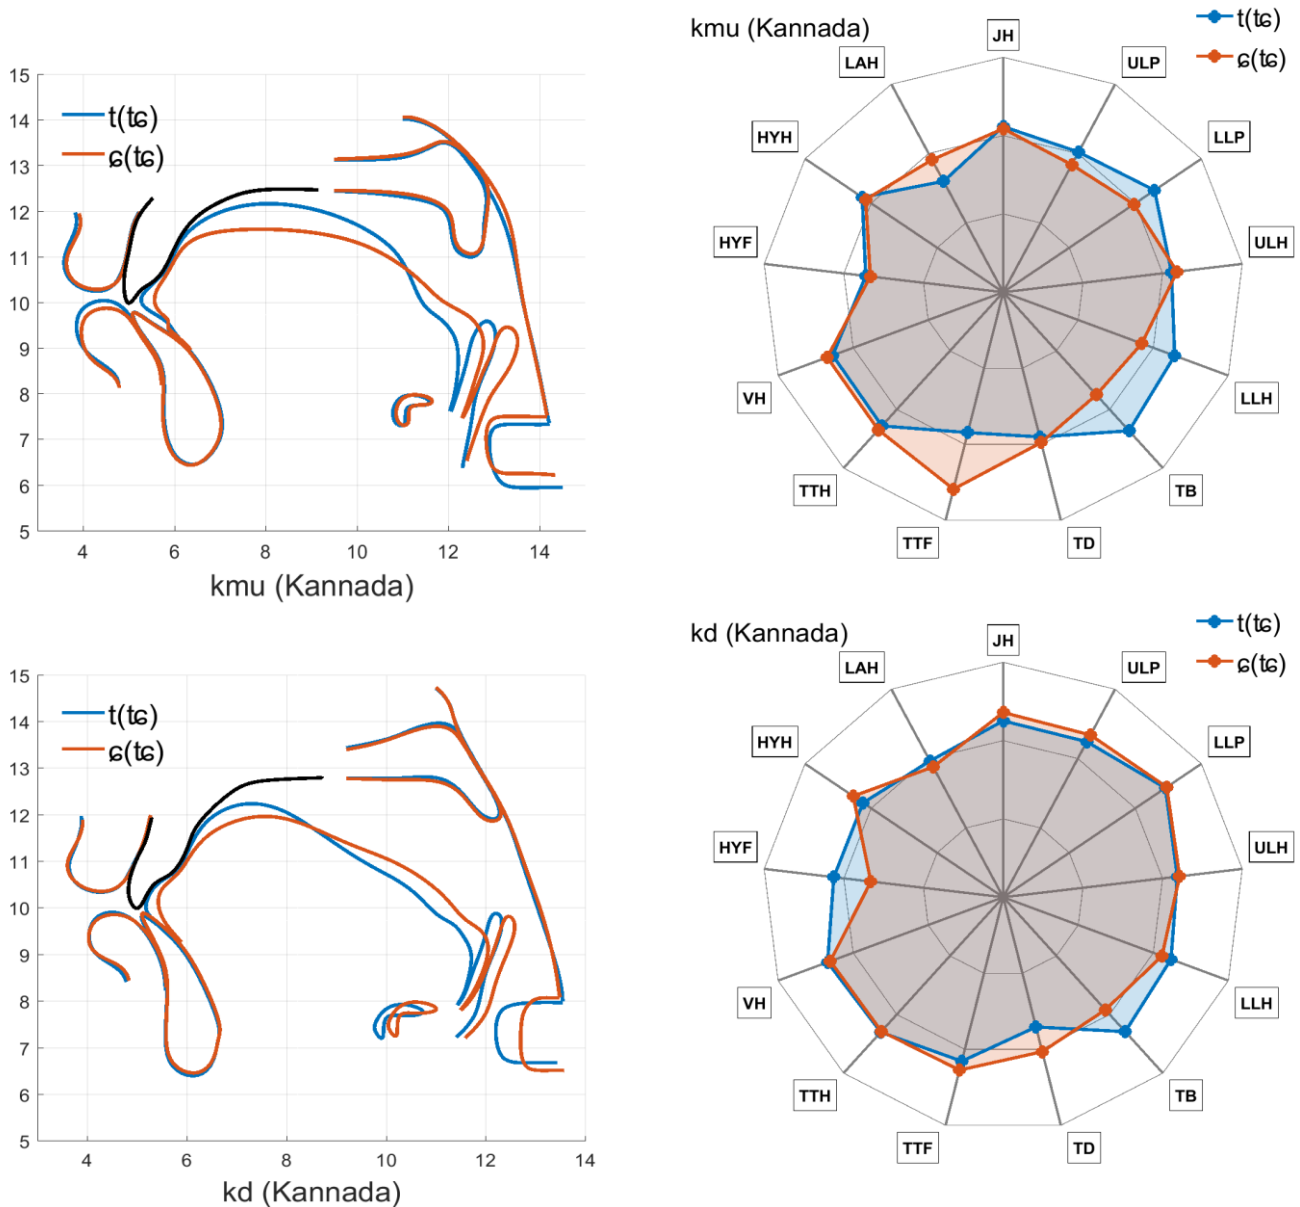 kmu (Kannada)
t(tɕ)
ɕ(tɕ)
JH
ULP
LLP
ULH
LLH
TB
TD
TTF
TTH
VH
HYF
HYH
LAH
15
14
13
12
11
10
9
8
7
6
5
t(tɕ)
ɕ(tɕ)
4 6 8 10 12 14
kmu (Kannada)
kd (Kannada)
t(tɕ)
ɕ(tɕ)
JH
ULP
LLP
ULH
LLH
TB
TD
TTF
TTH
VH
HYF
HYH
LAH
15
14
13
12
11
10
9
8
7
6
5
t(tɕ)
ɕ(tɕ)
4 6 8 10 12 14
kd (Kannada)